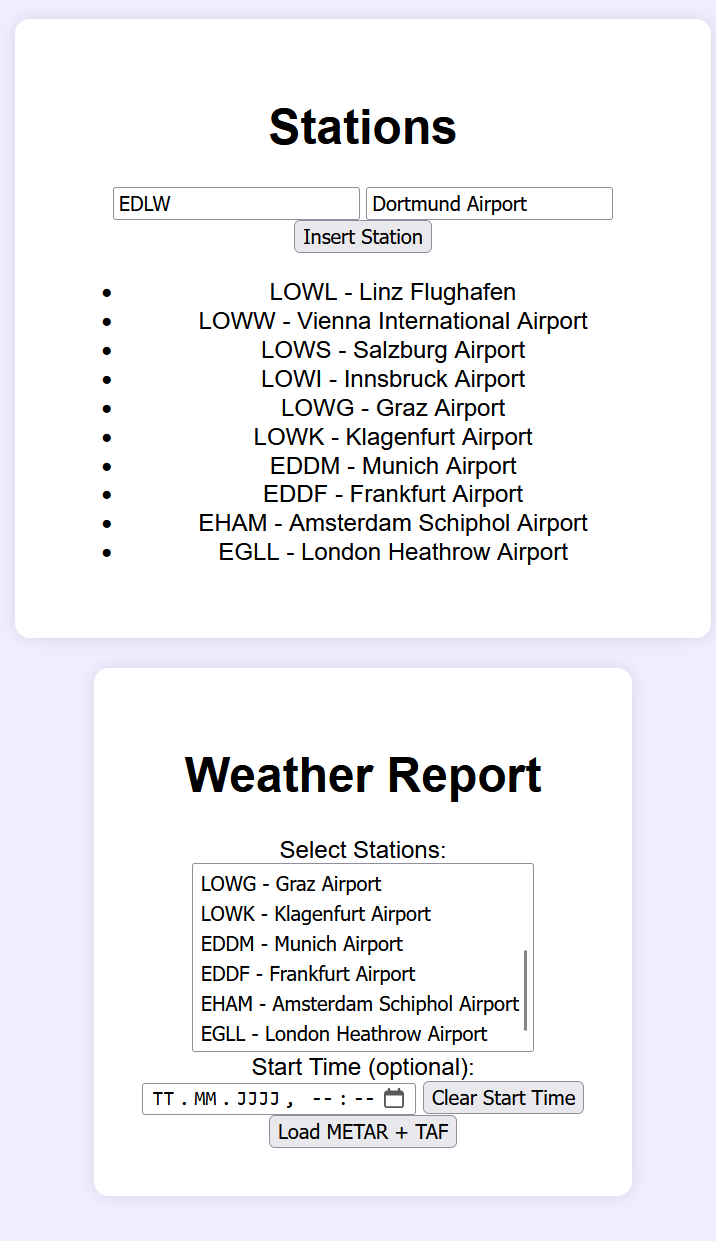 Stations
EDLW Dortmund Airport
Insert Station
LOWL - Linz Flughafen
LOWW - Vienna International Airport
LOWS - Salzburg Airport
LOWI - Innsbruck Airport
LOWG - Graz Airport
LOWK - Klagenfurt Airport
EDDM - Munich Airport
EDDF - Frankfurt Airport
EHAM - Amsterdam Schiphol Airport
EGLL - London Heathrow Airport
Weather Report
Select Stations:
LOWG - Graz Airport
LOWK - Klagenfurt Airport
EDDM - Munich Airport
EDDF - Frankfurt Airport
EHAM - Amsterdam Schiphol Airport
EGLL - London Heathrow Airport
Start Time (optional):
TT.MM.JJJJ, --:-- Clear Start Time
Load METAR + TAF